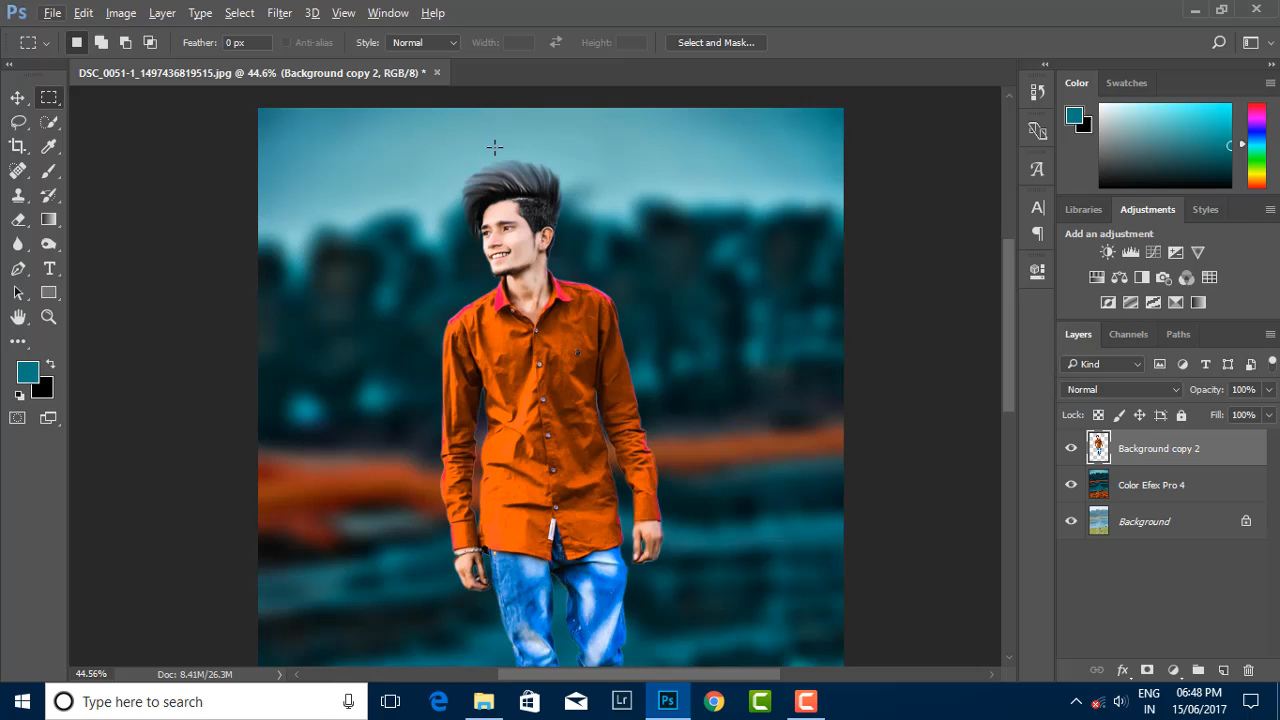 Ps File Edit Image Layer Type Select Filter 3D View Window Help
Feather: 0 px Anti-alias Style: Normal Width: Height: Select and Mask...
DSC_0051-1_1497436819515.jpg @ 44.6% (Background copy 2, RGB/8) * ×
Color Swatches
Libraries Adjustments Styles
Add an adjustment
Layers Channels Paths
Kind
Normal Opacity: 100%
Lock: Fill: 100%
Background copy 2
Color Efex Pro 4
Background
44.56% Doc: 8.41M/26.3M
Type here to search
Lr Ps
ENG 06:48 PM
IN 15/06/2017